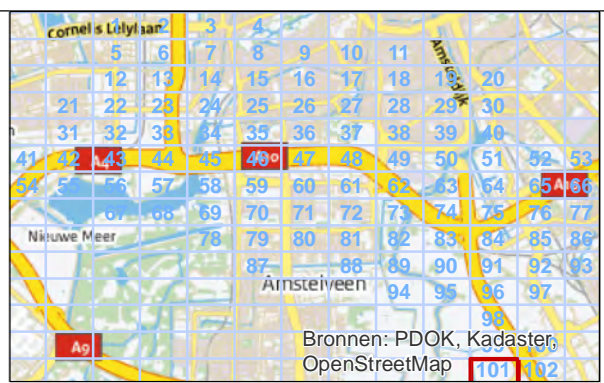 Cornelis Lelylaan
1 2 3 4
5 6 7 8 9 10 11
Amsteldijk
12 13 14 15 16 17 18 19 20
21 22 23 24 25 26 27 28 29 30
31 32 33 34 35 36 37 38 39 40
41 42 43 44 45 46 47 48 49 50 51 52 53
A4
54 55 56 57 58 59 60 61 62 63 64 65 66
67 68 69 70 71 72 73 74 75 76 77
Nieuwe Meer
78 79 80 81 82 83 84 85 86
87 88 89 90 91 92 93
Amstelveen
94 95 96 97
98
A9
Bronnen: PDOK, Kadaster,
99 100
OpenStreetMap
101 102